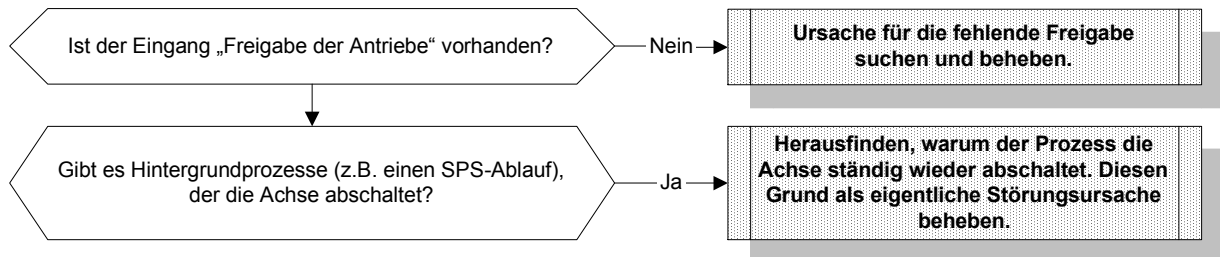 Ist der Eingang „Freigabe der Antriebe“ vorhanden?
Nein
Ursache für die fehlende Freigabe
suchen und beheben.
Gibt es Hintergrundprozesse (z.B. einen SPS-Ablauf),
der die Achse abschaltet?
Ja
Herausfinden, warum der Prozess die
Achse ständig wieder abschaltet. Diesen
Grund als eigentliche Störungsursache
beheben.